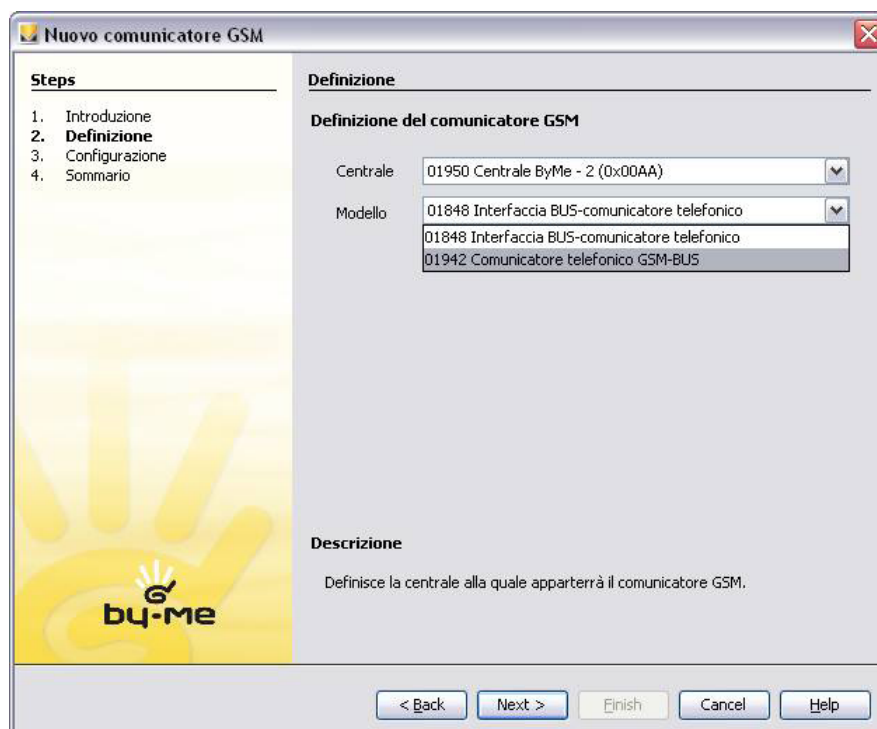 Nuovo comunicatore GSM
Steps
1. Introduzione
2. Definizione
3. Configurazione
4. Sommario
Definizione
Definizione del comunicatore GSM
Centrale 01950 Centrale ByMe - 2 (0x00AA)
Modello 01848 Interfaccia BUS-comunicatore telefonico
01848 Interfaccia BUS-comunicatore telefonico
01942 Comunicatore telefonico GSM-BUS
Descrizione
Definisce la centrale alla quale apparterrà il comunicatore GSM.
by-me
< Back Next > Finish Cancel Help